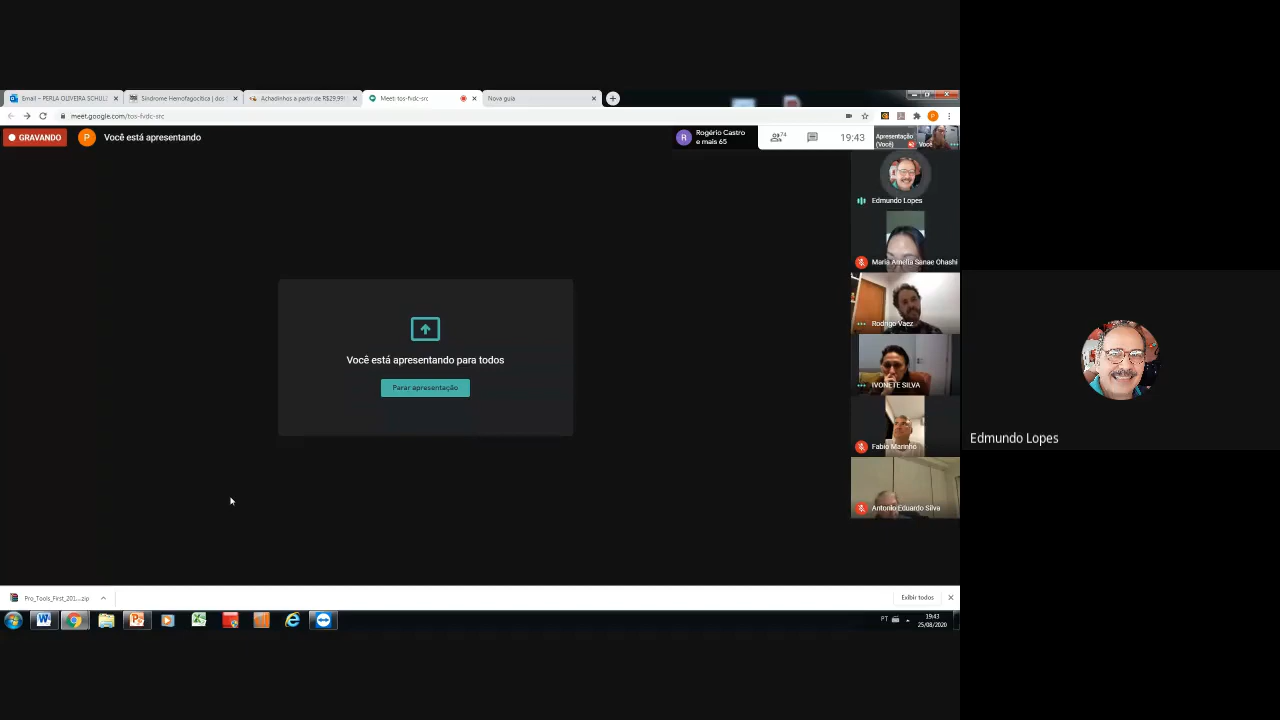 Email – PERLA OLIVEIRA SCHULZ
Síndrome Hemofagocítica | dos
Achadinhos a partir de R$29,99!
Meet: tos-fvdc-src
Nova guia
meet.google.com/tos-fvdc-src
P
GRAVANDO
P
Você está apresentando
R
Rogério Castro
e mais 65
74
19:43
Apresentação
(Você)
Você
Edmundo Lopes
Maria Amélia Sanae Ohashi
Rodrigo Vaez
IVONETE SILVA
Fabio Marinho
Antonio Eduardo Silva
Você está apresentando para todos
Parar apresentação
Edmundo Lopes
Pro_Tools_First_201....zip
Exibir todos
PT
19:43
25/08/2020